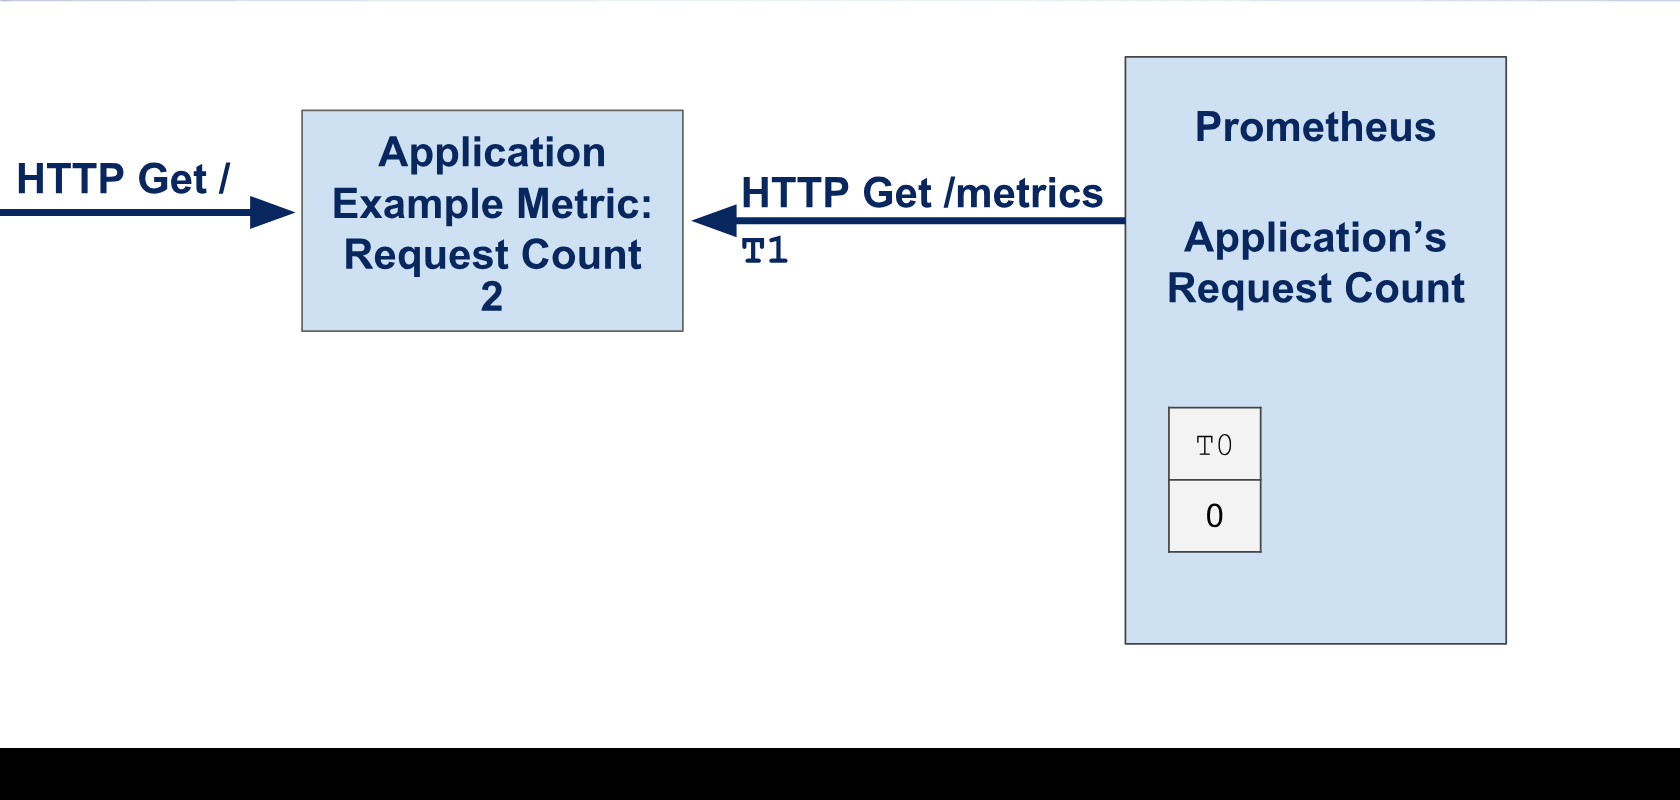 HTTP Get /
Application
Example Metric:
Request Count
2
HTTP Get /metrics
T1
Prometheus
Application’s
Request Count
T0
0